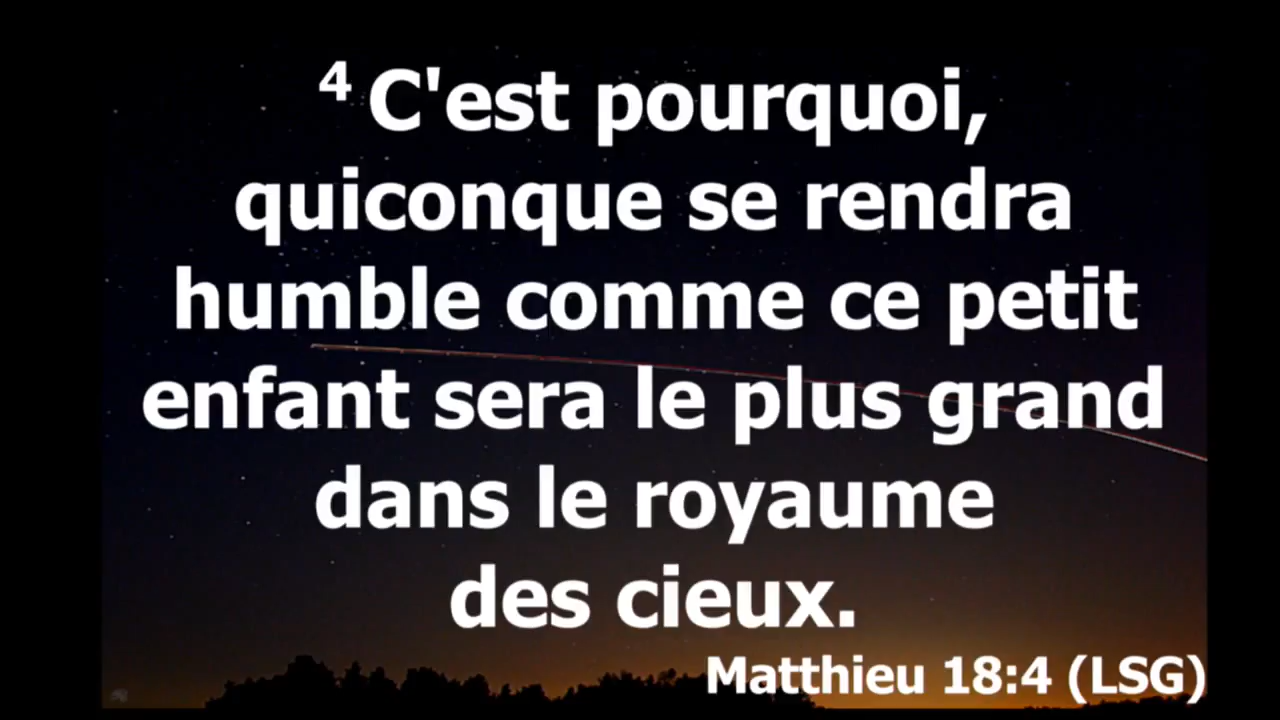 4 C'est pourquoi,
quiconque se rendra
humble comme ce petit
enfant sera le plus grand
dans le royaume
des cieux.
Matthieu 18:4 (LSG)